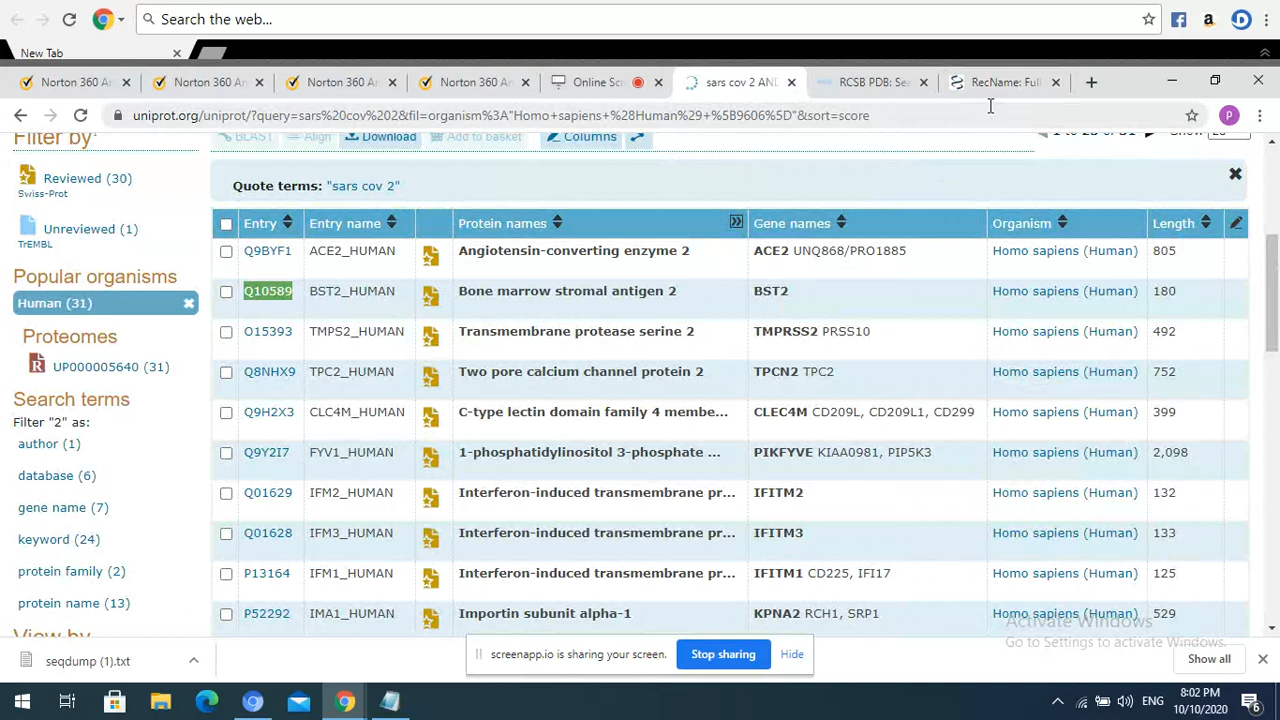 Search the web...
New Tab
Norton 360 An
Norton 360 An
Norton 360 An
Norton 360 An
Online Scr
sars cov 2 AND
RCSB PDB: Sea
RecName: Full
uniprot.org/uniprot/?query=sars%20cov%202&fil=organism%3A"Homo+sapiens+%28Human%29+%5B9606%5D"&sort=score
P
Filter by
BLAST Align Download Add to basket Columns
1 to 25 of 31 Show 25
Reviewed (30)
Swiss-Prot
Unreviewed (1)
TrEMBL
Popular organisms
Human (31)
Proteomes
UP000005640 (31)
Search terms
Filter "2" as:
author (1)
database (6)
gene name (7)
keyword (24)
protein family (2)
protein name (13)
View by
Quote terms: "sars cov 2"
Entry Entry name Protein names Gene names Organism Length
Q9BYF1 ACE2_HUMAN Angiotensin-converting enzyme 2 ACE2 UNQ868/PRO1885 Homo sapiens (Human) 805
Q10589 BST2_HUMAN Bone marrow stromal antigen 2 BST2 Homo sapiens (Human) 180
O15393 TMPS2_HUMAN Transmembrane protease serine 2 TMPRSS2 PRSS10 Homo sapiens (Human) 492
Q8NHX9 TPC2_HUMAN Two pore calcium channel protein 2 TPCN2 TPC2 Homo sapiens (Human) 752
Q9H2X3 CLC4M_HUMAN C-type lectin domain family 4 membe... CLEC4M CD209L, CD209L1, CD299 Homo sapiens (Human) 399
Q9Y2I7 FYV1_HUMAN 1-phosphatidylinositol 3-phosphate ... PIKFYVE KIAA0981, PIP5K3 Homo sapiens (Human) 2,098
Q01629 IFM2_HUMAN Interferon-induced transmembrane pr... IFITM2 Homo sapiens (Human) 132
Q01628 IFM3_HUMAN Interferon-induced transmembrane pr... IFITM3 Homo sapiens (Human) 133
P13164 IFM1_HUMAN Interferon-induced transmembrane pr... IFITM1 CD225, IFI17 Homo sapiens (Human) 125
P52292 IMA1_HUMAN Importin subunit alpha-1 KPNA2 RCH1, SRP1 Homo sapiens (Human) 529
Activate Windows
Go to Settings to activate Windows.
screenapp.io is sharing your screen. Stop sharing Hide
seqdump (1).txt
Show all
ENG
8:02 PM
10/10/2020
6